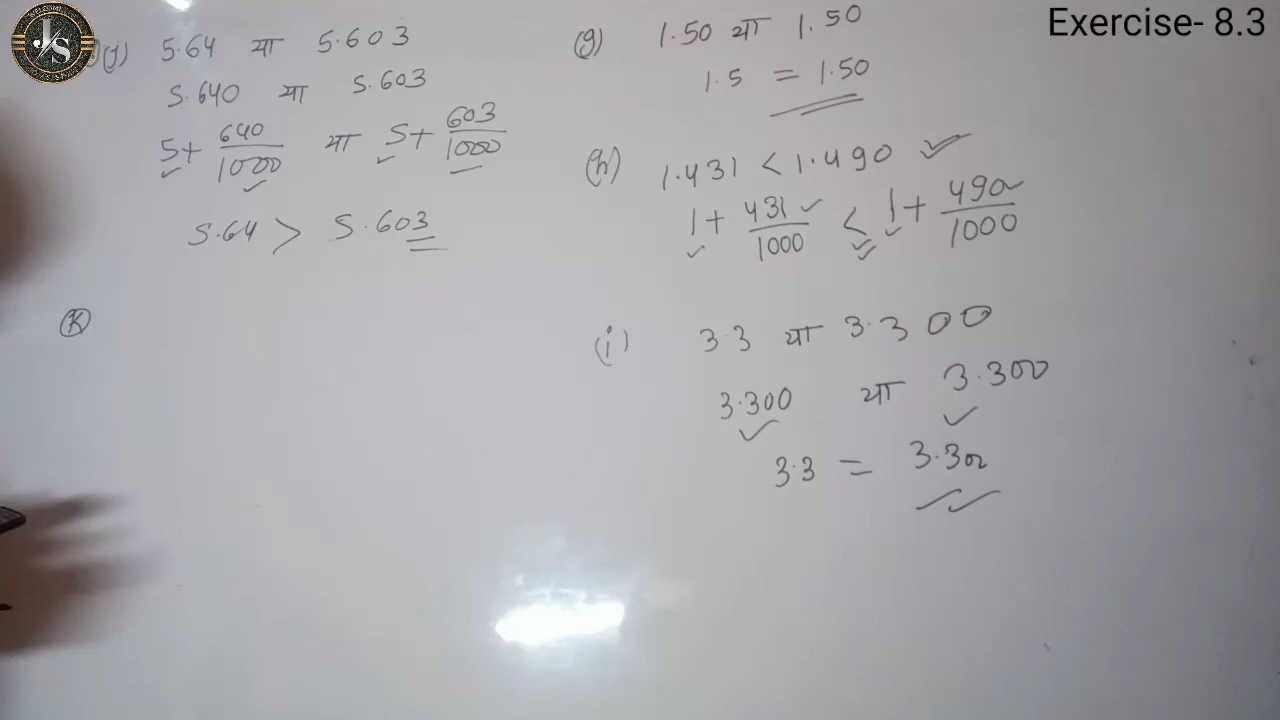 Exercise- 8.3
WELCOME
JS
(j) 5.64 या 5.603
5.640 या 5.603
5+ 640/1000 या 5+ 603/1000
5.64 > 5.603
(K)
(g) 1.50 या 1.50
1.5 = 1.50
(h) 1.431 < 1.490
1+ 431/1000 < 1+ 490/1000
(i) 3.3 या 3.300
3.300 या 3.300
3.3 = 3.300